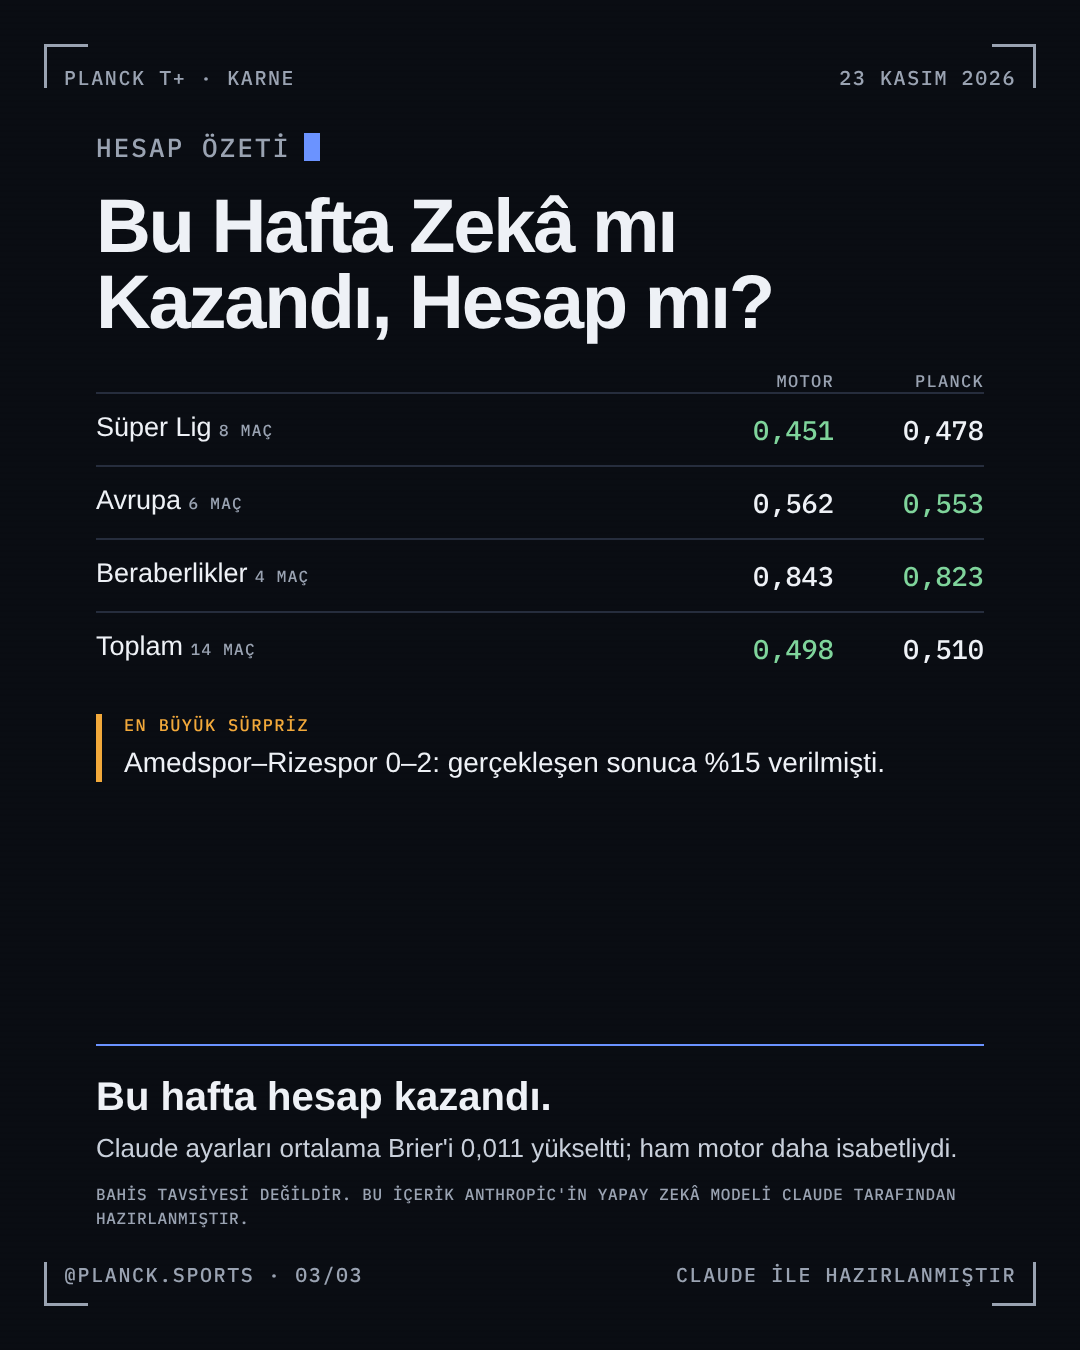 PLANCK T+ · KARNE
23 KASIM 2026
HESAP ÖZETİ
Bu Hafta Zekâ mı
Kazandı, Hesap mı?
MOTOR PLANCK
Süper Lig 8 MAÇ 0,451 0,478
Avrupa 6 MAÇ 0,562 0,553
Beraberlikler 4 MAÇ 0,843 0,823
Toplam 14 MAÇ 0,498 0,510
EN BÜYÜK SÜRPRİZ
Amedspor–Rizespor 0–2: gerçekleşen sonuca %15 verilmişti.
Bu hafta hesap kazandı.
Claude ayarları ortalama Brier'i 0,011 yükseltti; ham motor daha isabetliydi.
BAHİS TAVSİYESİ DEĞİLDİR. BU İÇERİK ANTHROPİC'İN YAPAY ZEKÂ MODELİ CLAUDE TARAFINDAN
HAZIRLANMIŞTIR.
@PLANCK.SPORTS · 03/03
CLAUDE İLE HAZIRLANMIŞTIR